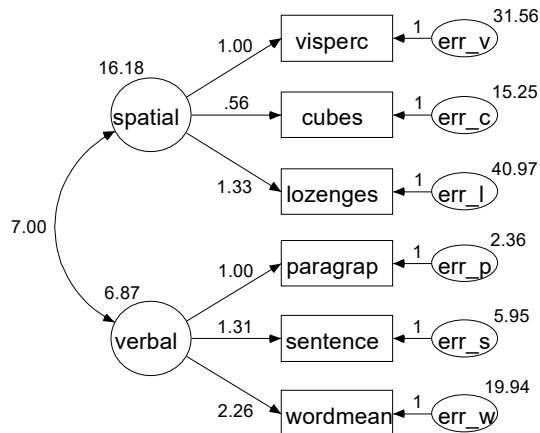 31.56
1.00
visperc
1
err_v
16.18
15.25
spatial
.56
cubes
1
err_c
40.97
1.33
lozenges
1
err_l
7.00
2.36
1.00
paragrap
1
err_p
6.87
5.95
verbal
1.31
sentence
1
err_s
19.94
2.26
wordmean
1
err_w